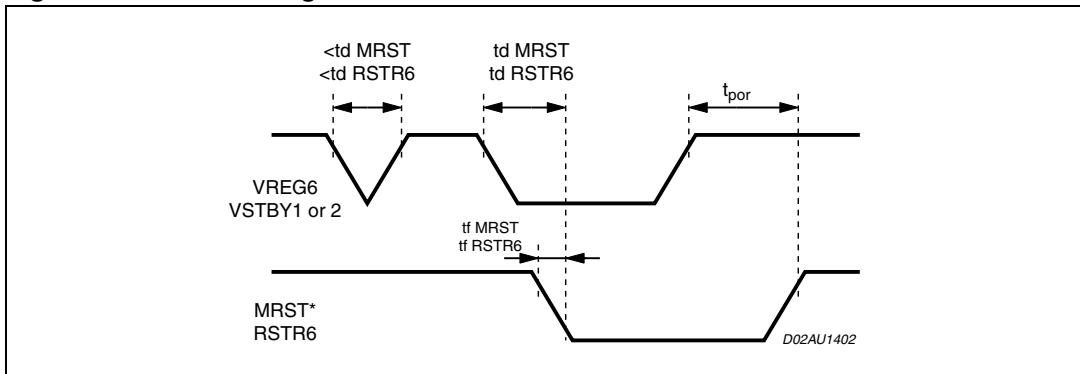 <td MRST
<td RSTR6
td MRST
td RSTR6
tpor
VREG6
VSTBY1 or 2
tf MRST
tf RSTR6
MRST*
RSTR6
D02AU1402